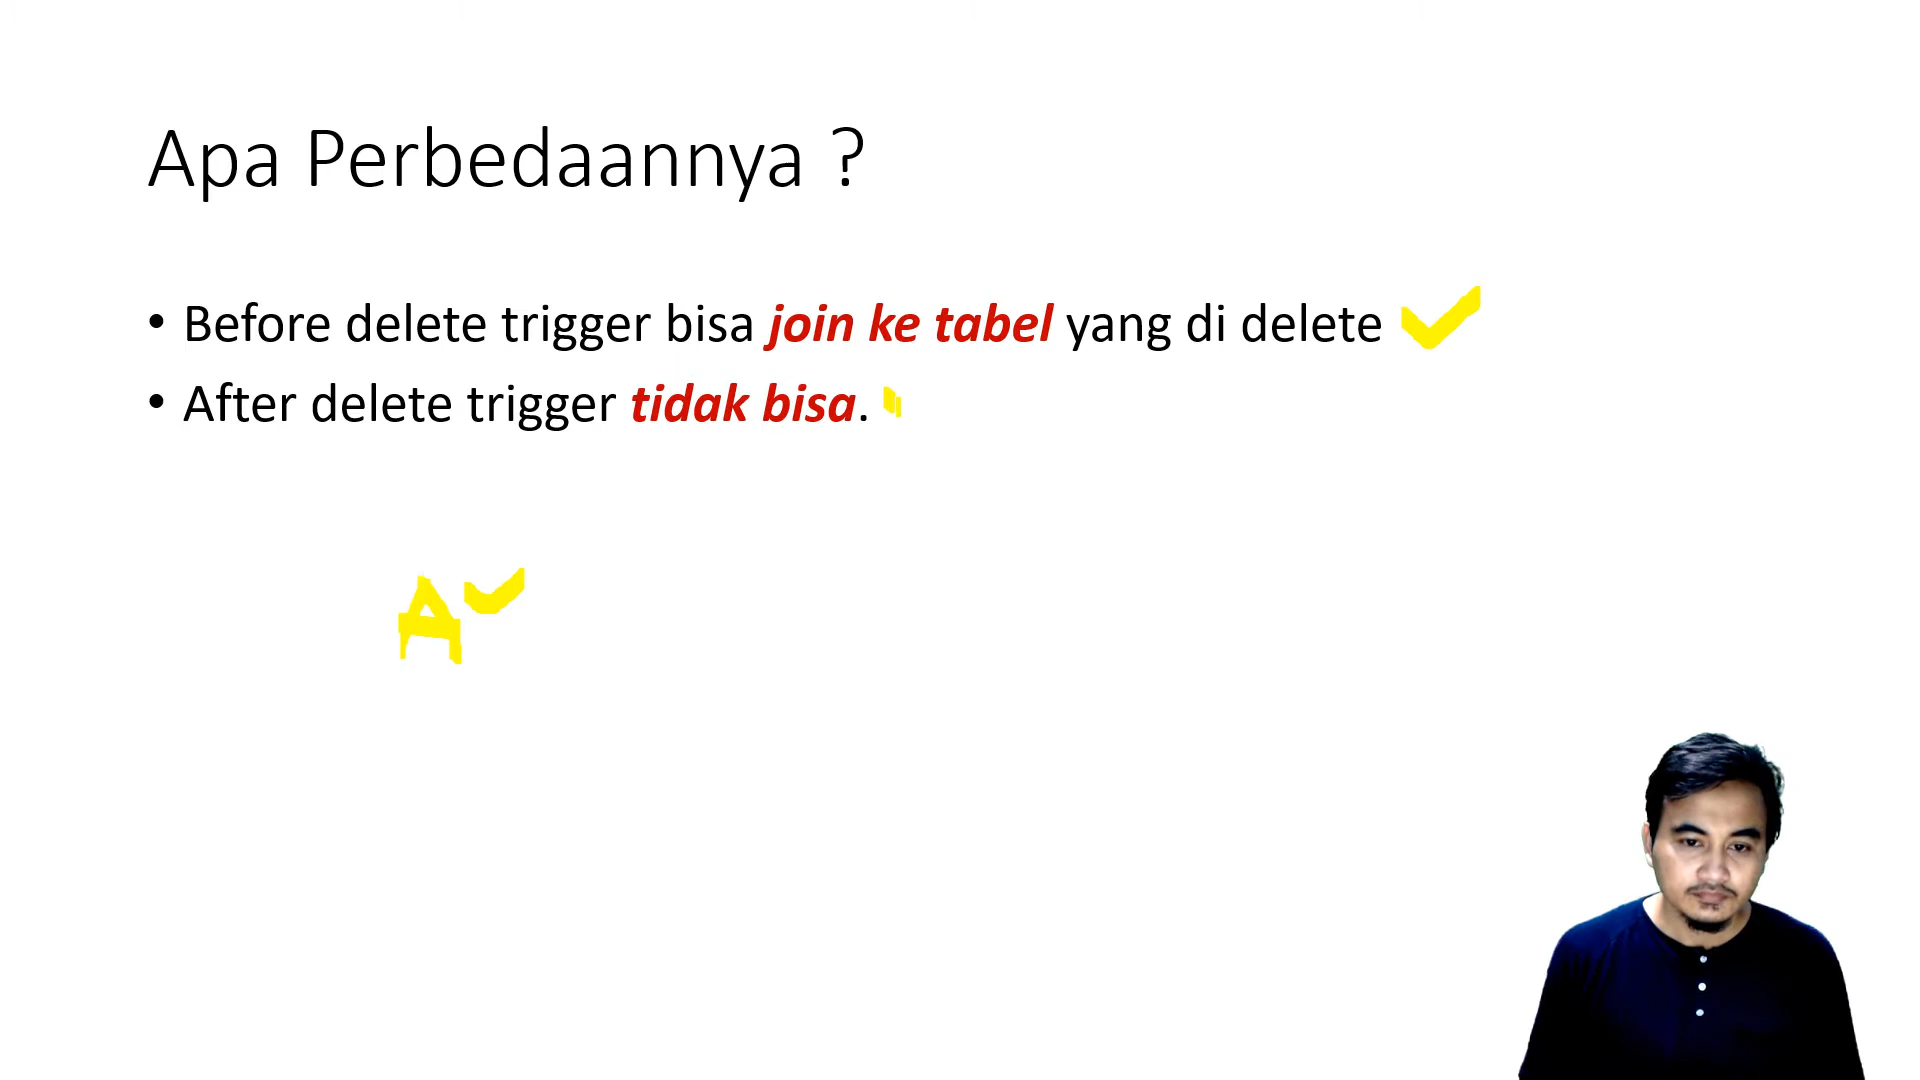 Apa Perbedaannya ?
• Before delete trigger bisa join ke tabel yang di delete
• After delete trigger tidak bisa.
A